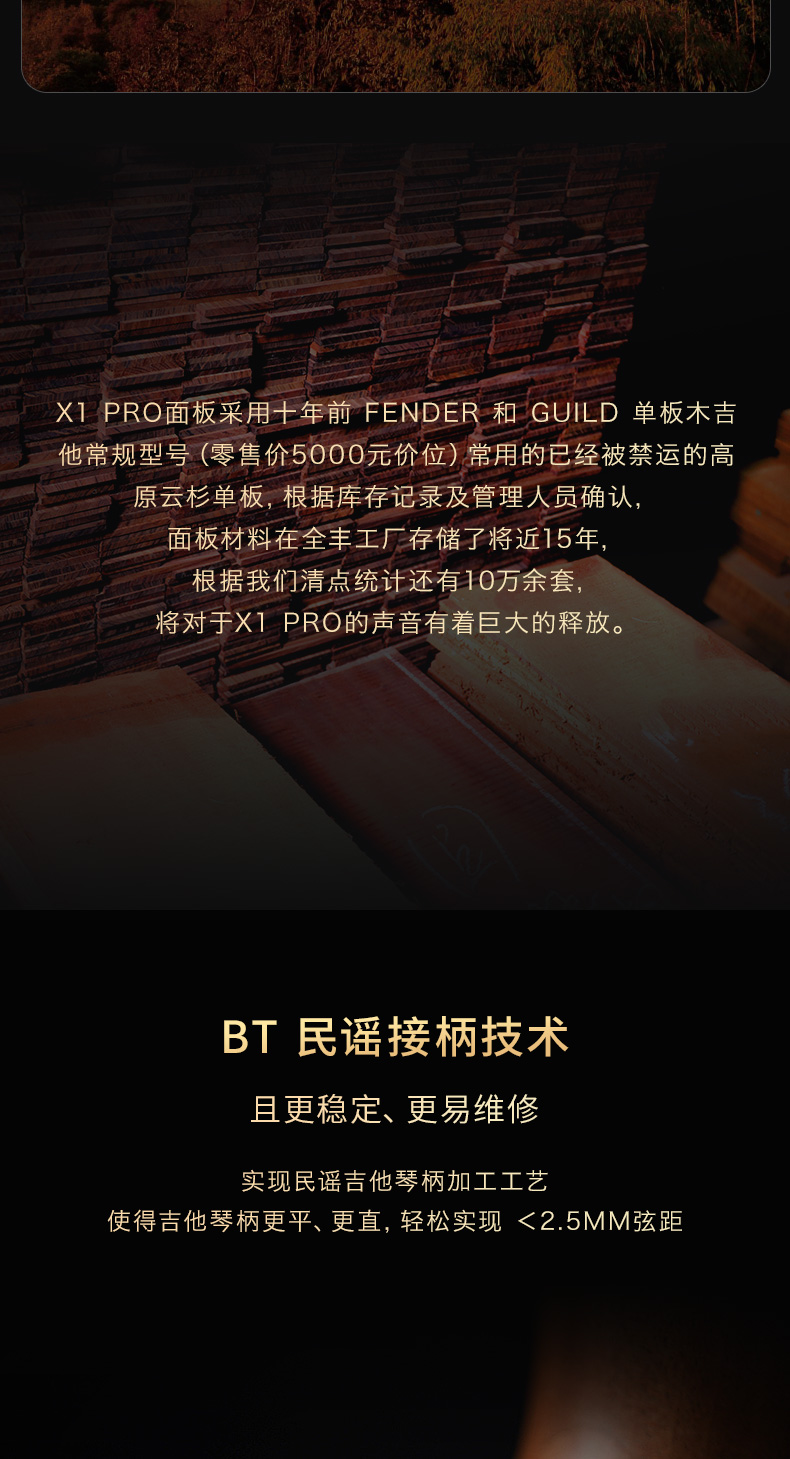 X1 PRO面板采用十年前 FENDER 和 GUILD 单板木吉
他常规型号（零售价5000元价位）常用的已经被禁运的高
原云杉单板, 根据库存记录及管理人员确认,
面板材料在全丰工厂存储了将近15年,
根据我们清点统计还有10万余套,
将对于X1 PRO的声音有着巨大的释放。
BT 民谣接柄技术
且更稳定、更易维修
实现民谣吉他琴柄加工工艺
使得吉他琴柄更平、更直, 轻松实现 <2.5MM弦距